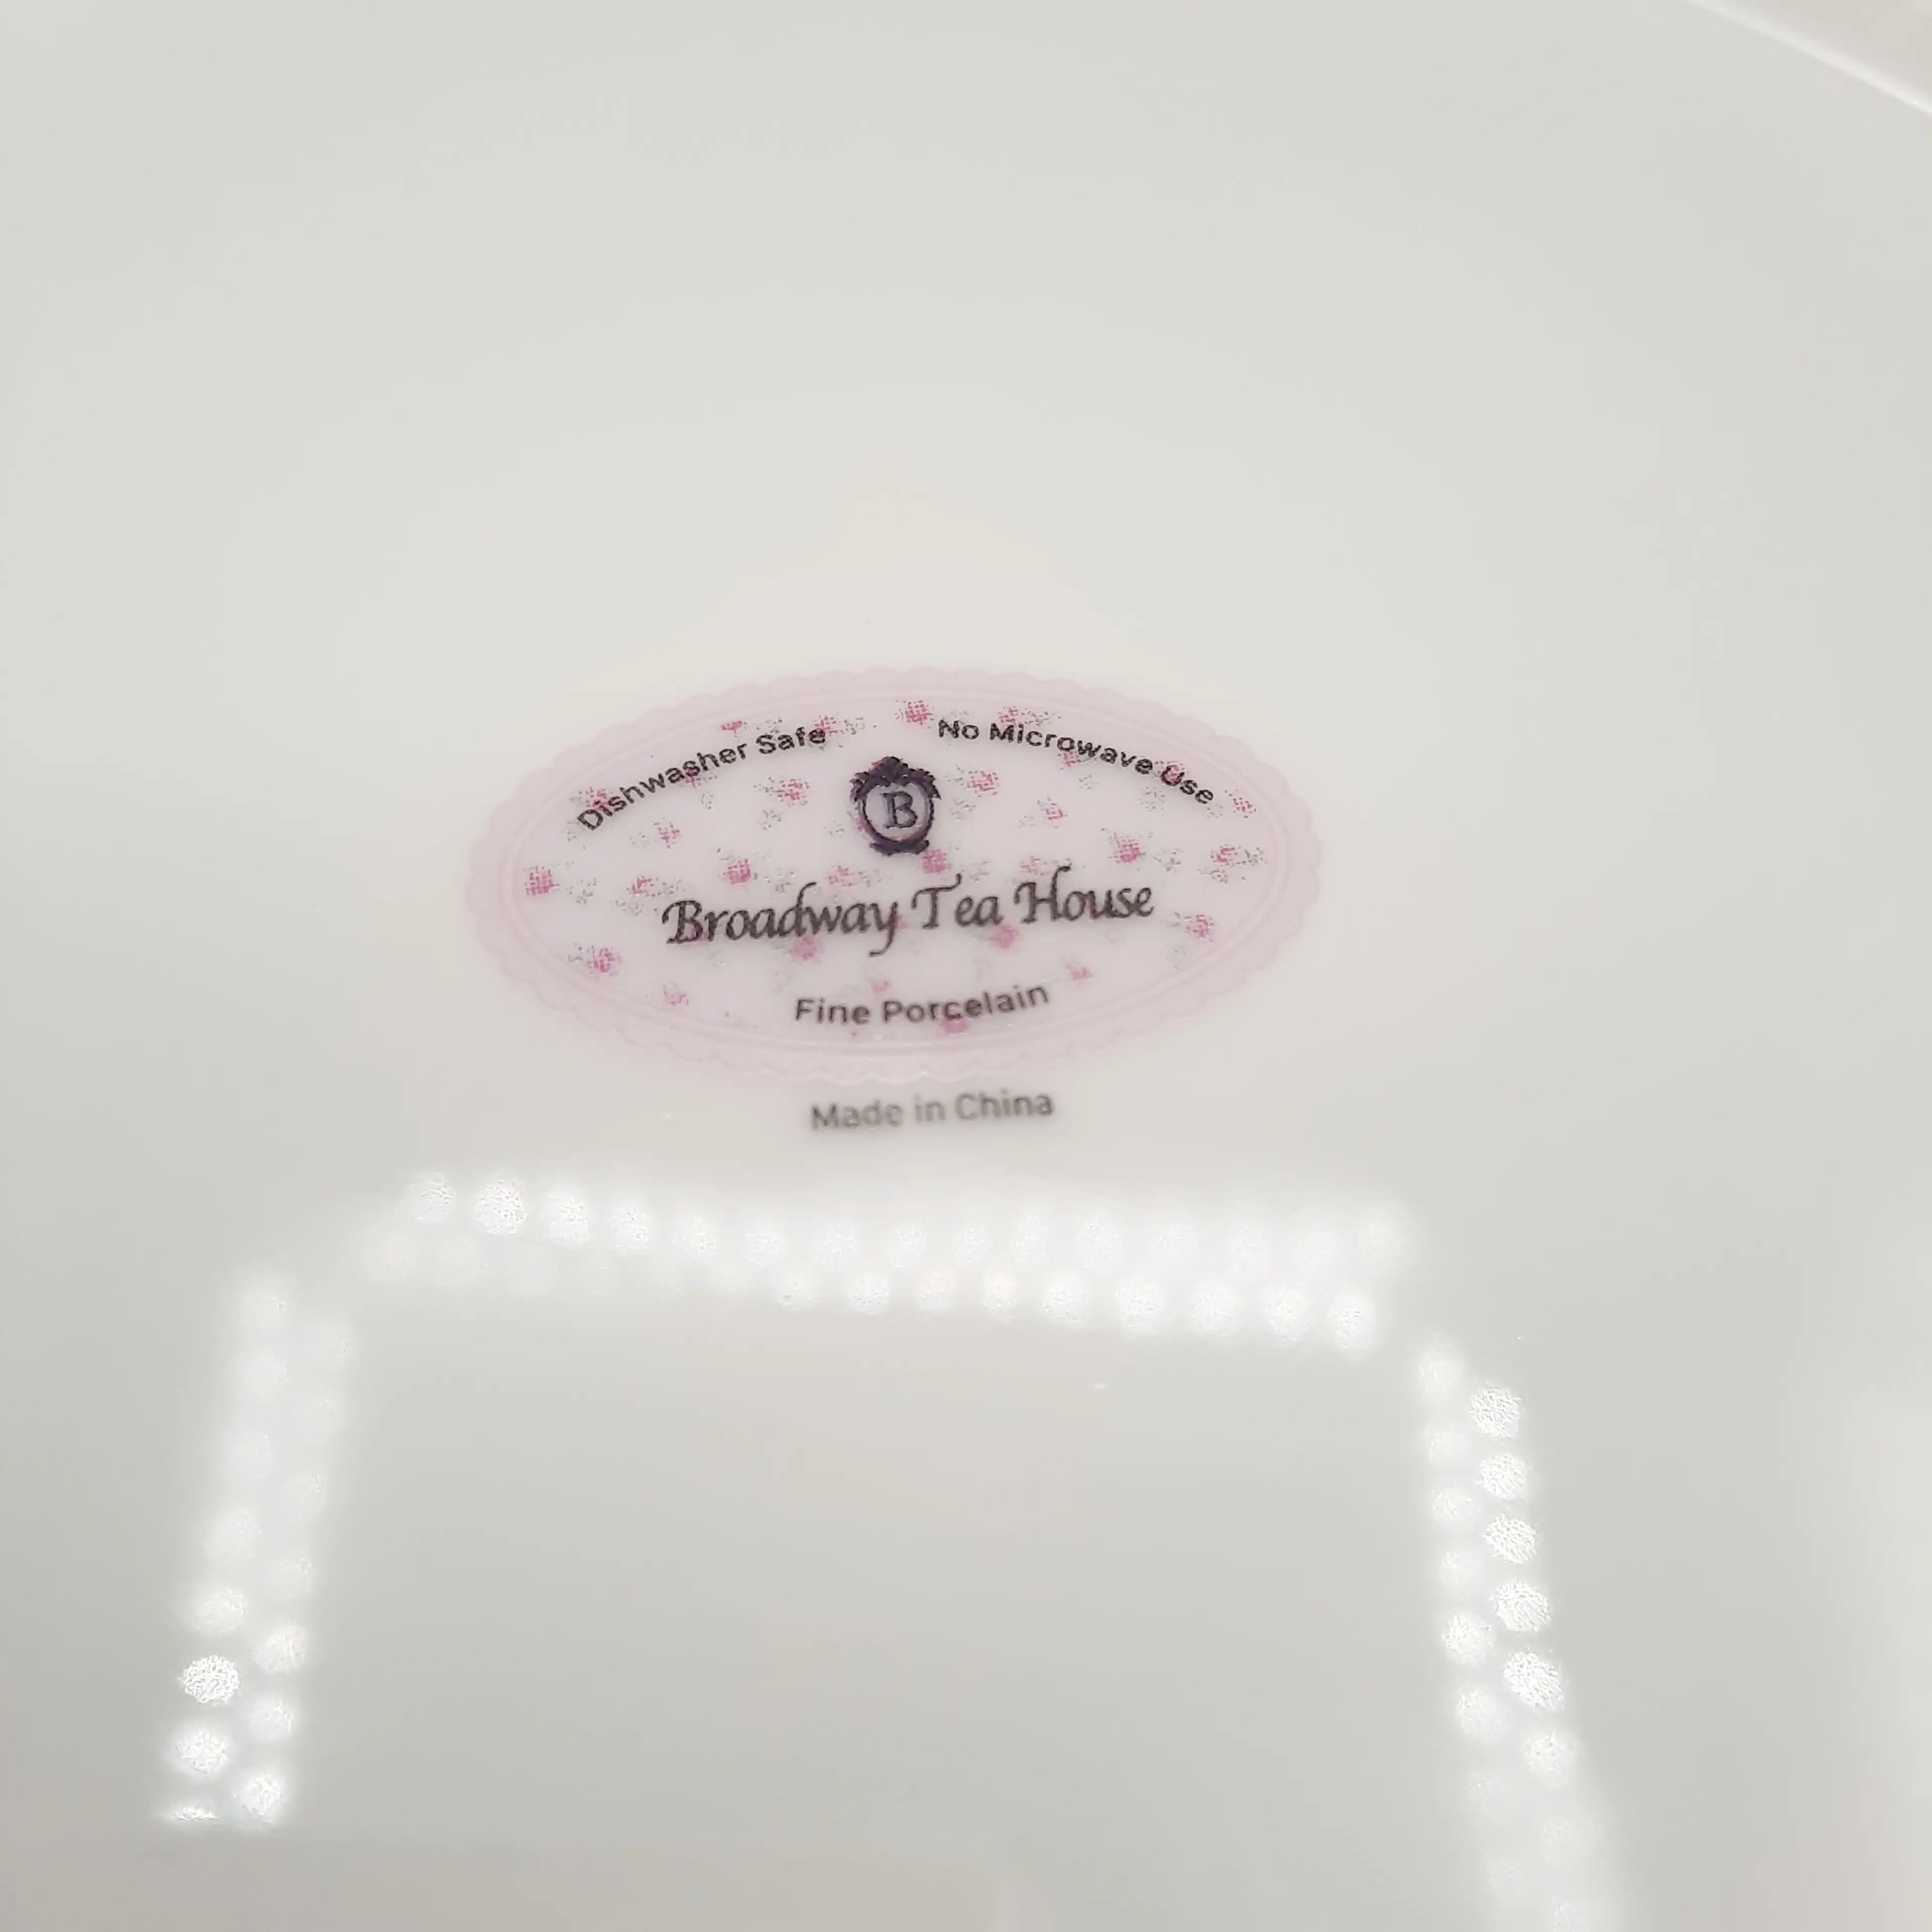 Dishwasher Safe No Microwave Use
B
Broadway Tea House
Fine Porcelain
Made in China